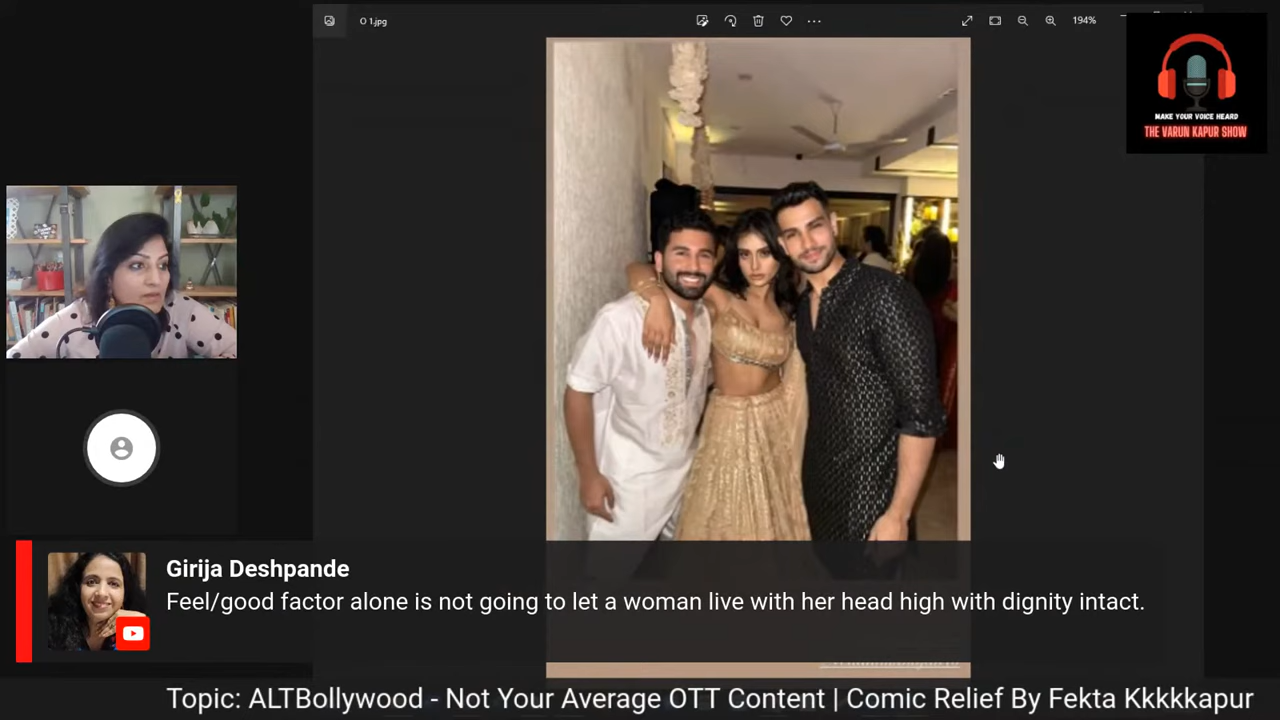 O 1.jpg
194%
MAKE YOUR VOICE HEARD
THE VARUN KAPUR SHOW
Girija Deshpande
Feel/good factor alone is not going to let a woman live with her head high with dignity intact.
Topic: ALTBollywood - Not Your Average OTT Content | Comic Relief By Fekta Kkkkkapur